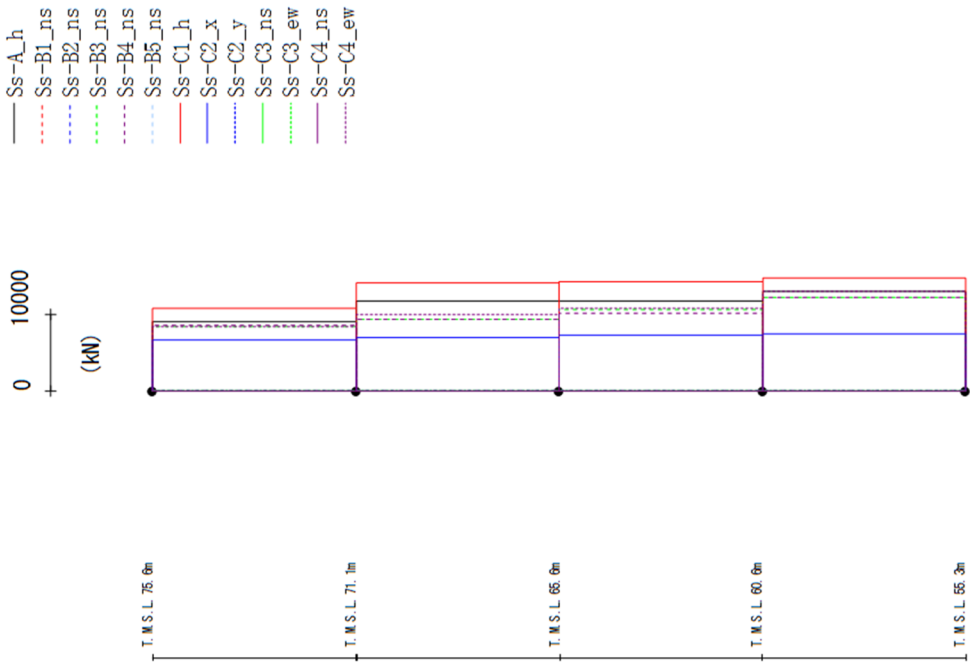 Ss-A_h
Ss-B1_ns
Ss-B2_ns
Ss-B3_ns
Ss-B4_ns
Ss-B5_ns
Ss-C1_h
Ss-C2_x
Ss-C2_y
Ss-C3_ns
Ss-C3_ew
Ss-C4_ns
Ss-C4_ew
10000
0
(kN)
T.M.S.L. 75.6m
T.M.S.L. 71.1m
T.M.S.L. 65.6m
T.M.S.L. 60.6m
T.M.S.L. 55.3m